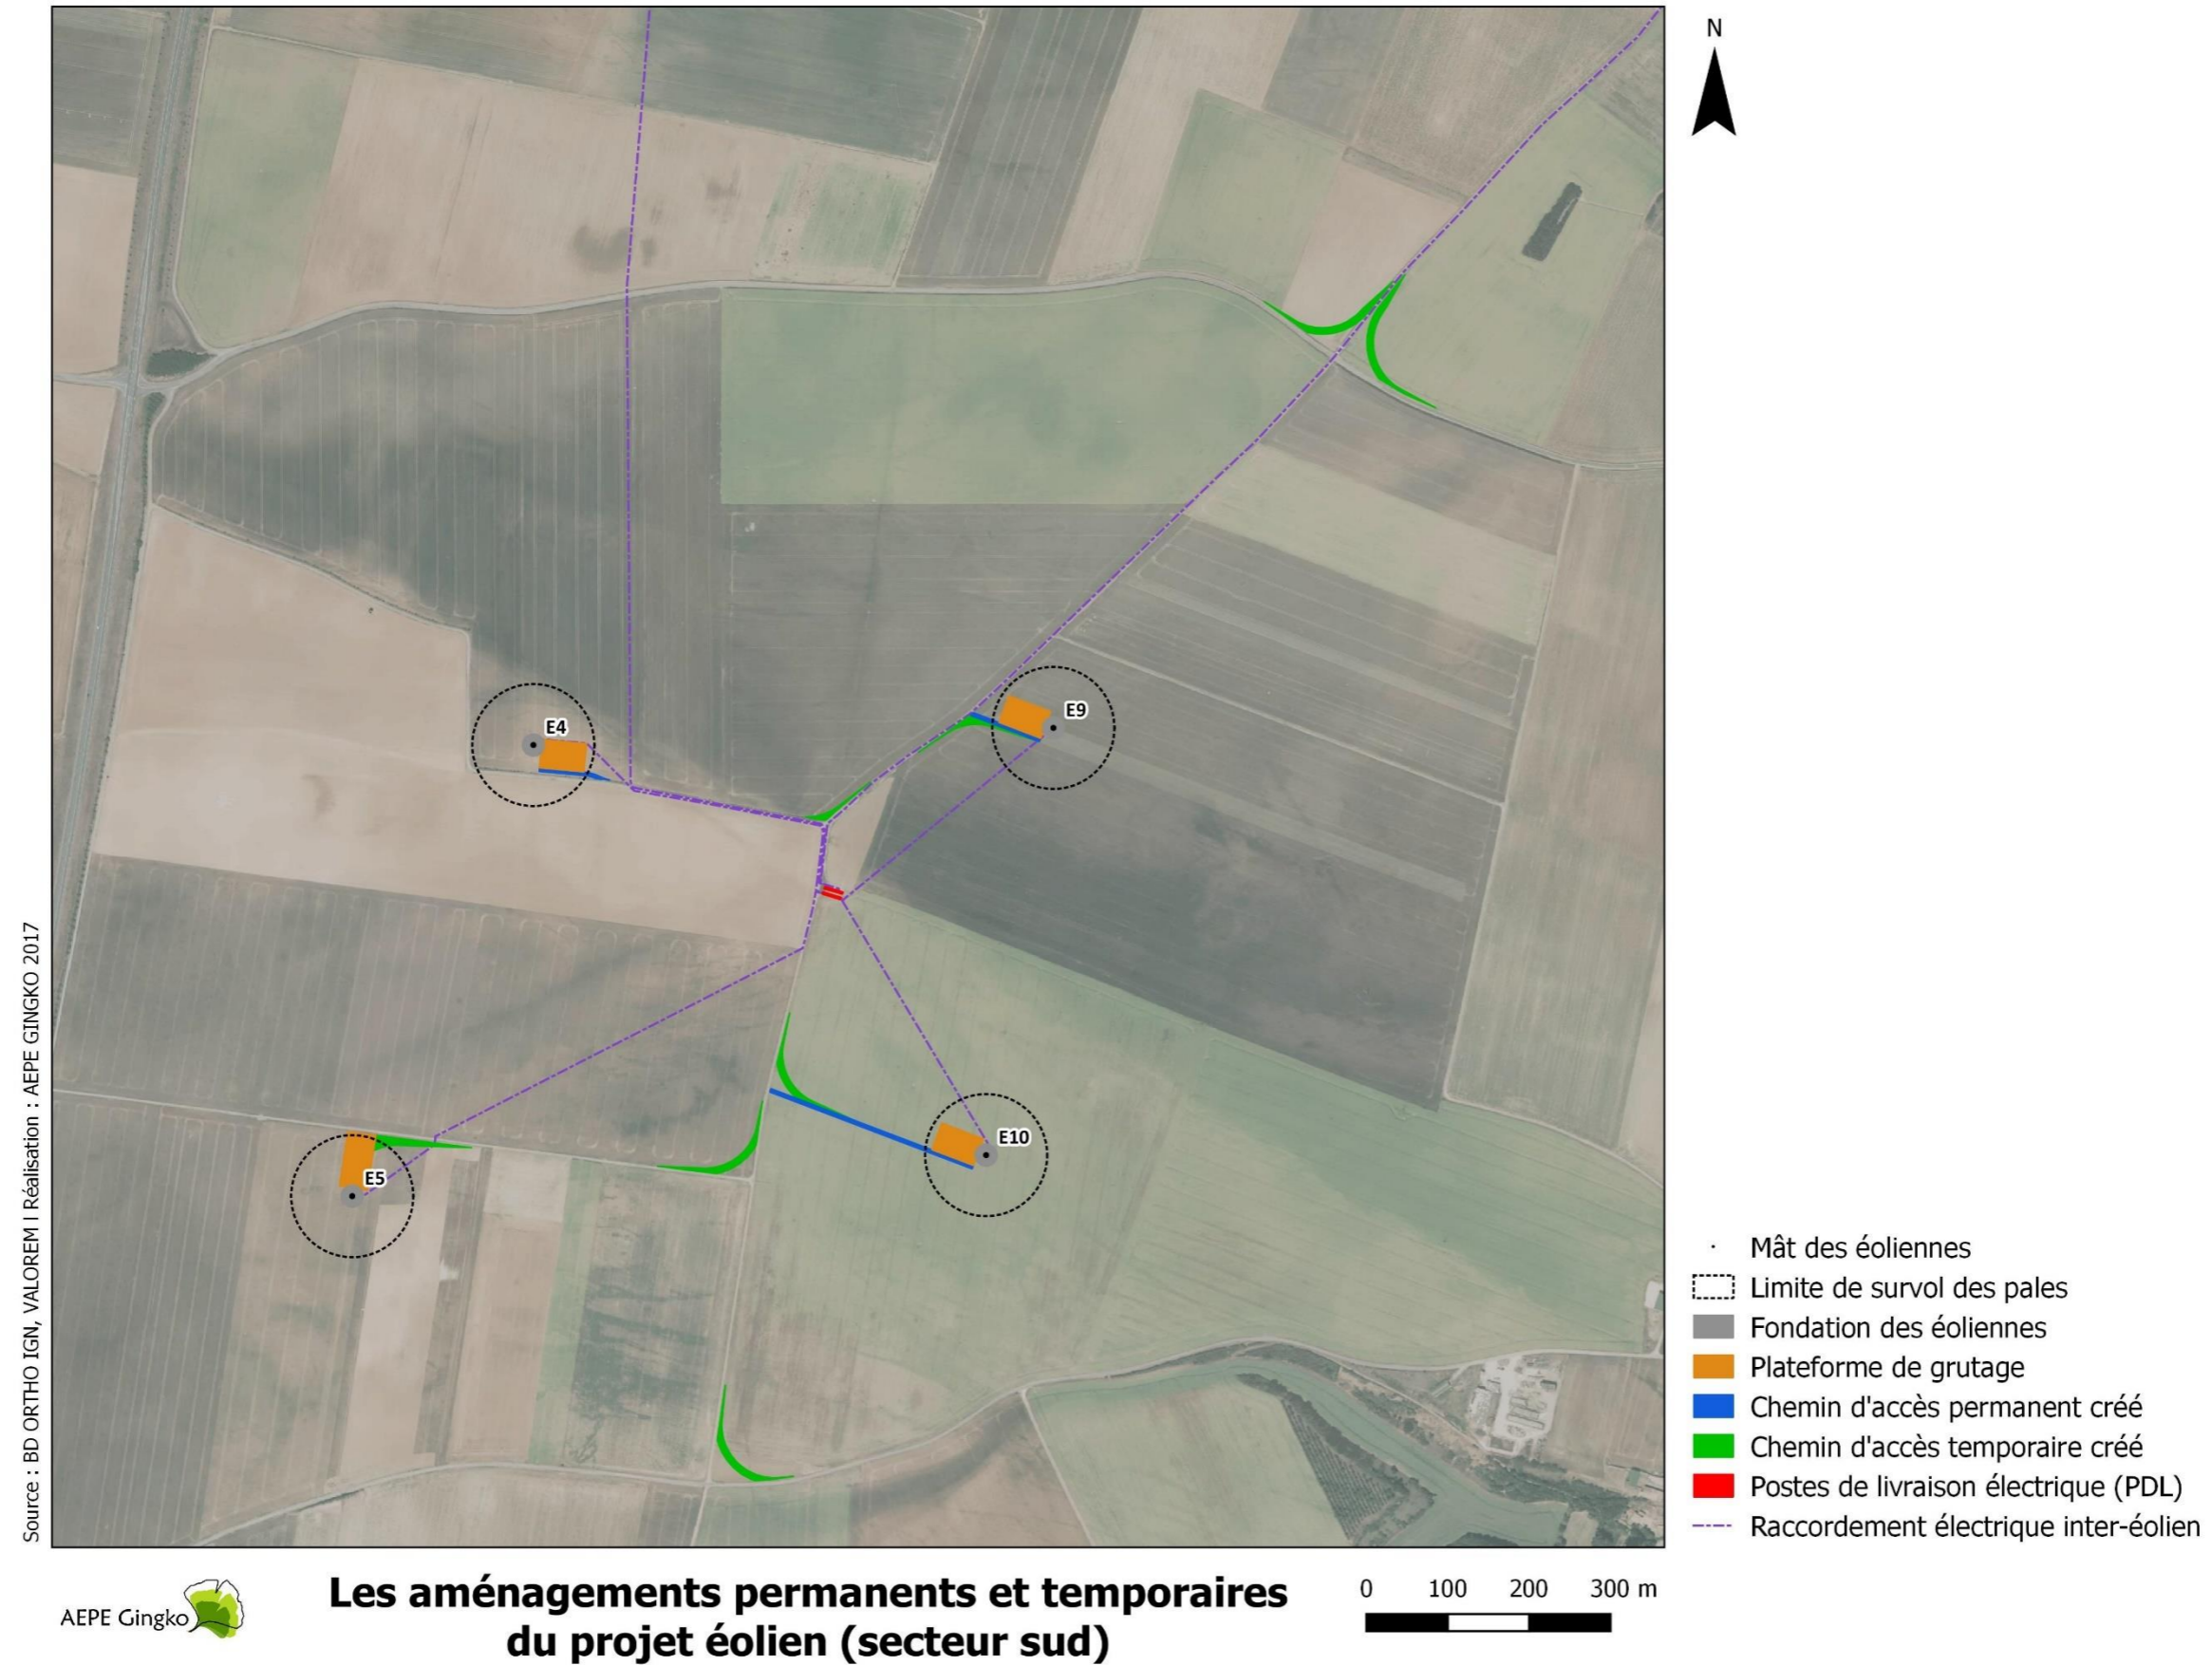 N
E4
E9
E10
E5
Source : BD ORTHO IGN, VALOREM I Réalisation : AEPE GINGKO 2017
Mât des éoliennes
Limite de survol des pales
Fondation des éoliennes
Plateforme de grutage
Chemin d'accès permanent créé
Chemin d'accès temporaire créé
Postes de livraison électrique (PDL)
Raccordement électrique inter-éolien
AEPE Gingko
Les aménagements permanents et temporaires
du projet éolien (secteur sud)
0 100 200 300 m